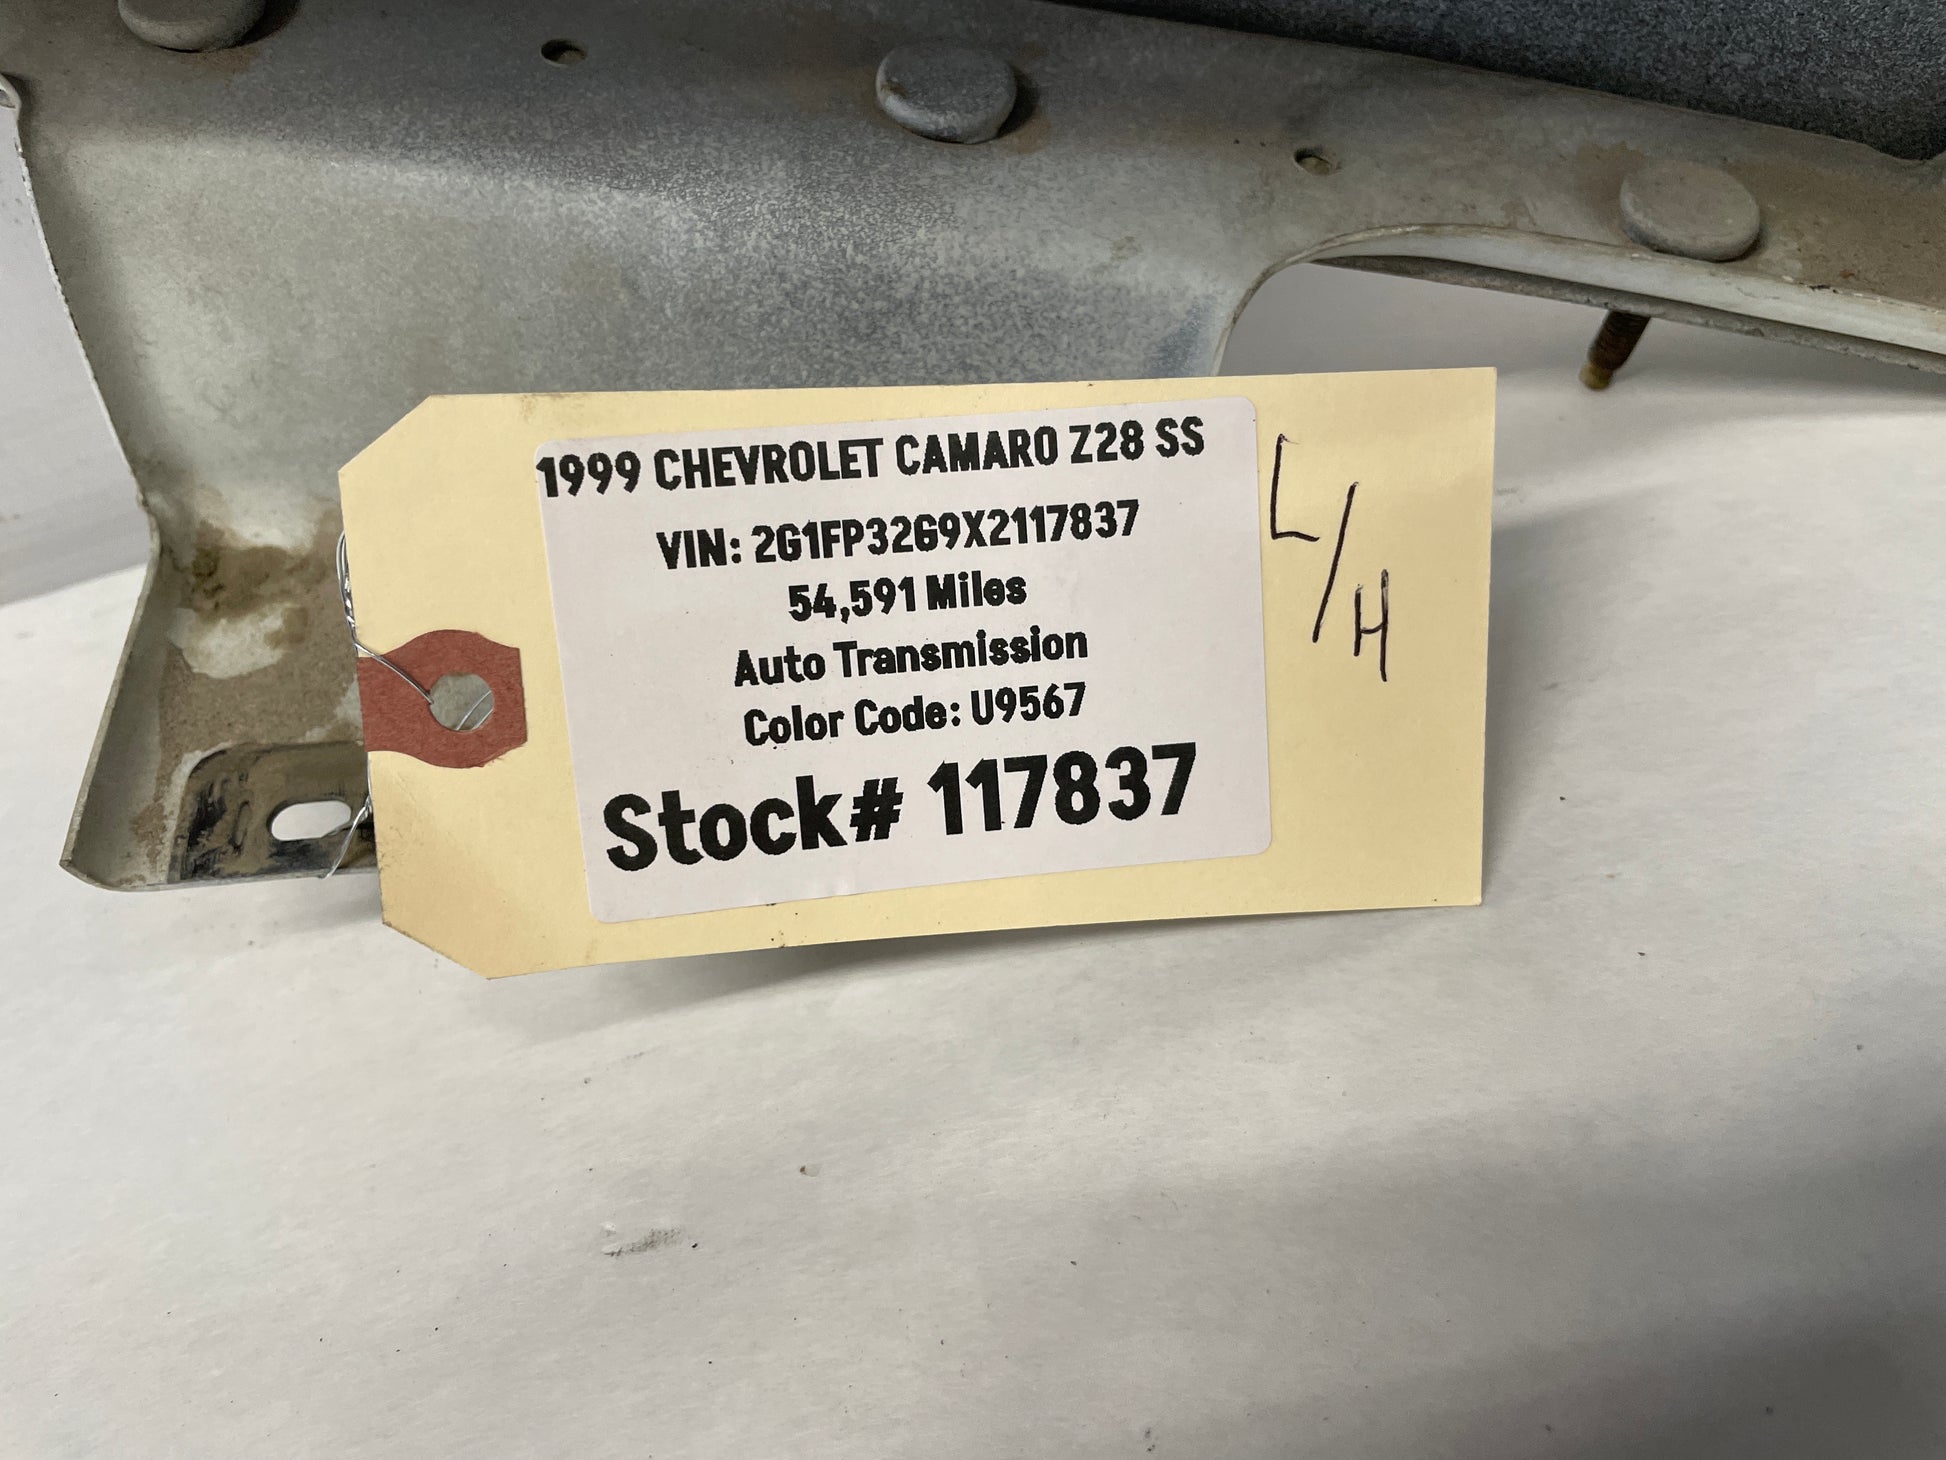 1999 CHEVROLET CAMARO Z28 SS
VIN: 2G1FP32G9X2117837
54,591 Miles
Auto Transmission
Color Code: U9567
Stock# 117837
L/H